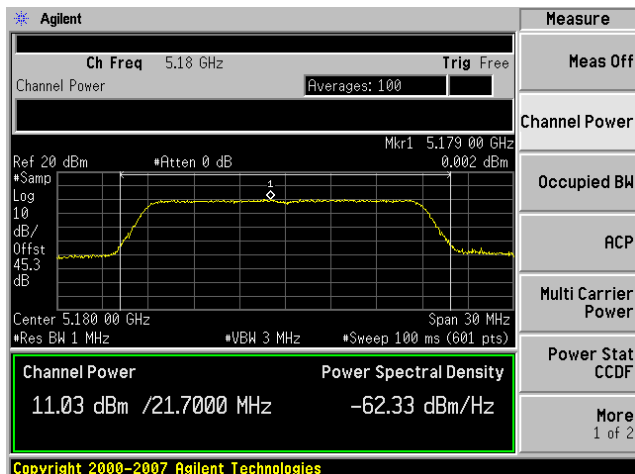 Agilent
Measure
Ch Freq 5.18 GHz Trig Free
Channel Power Averages: 100
Mkr1 5.179 00 GHz
Ref 20 dBm #Atten 0 dB 0.002 dBm
#Samp
Log
10
dB/
Offst
45.3
dB
1
Center 5.180 00 GHz Span 30 MHz
#Res BW 1 MHz #VBW 3 MHz #Sweep 100 ms (601 pts)
Channel Power Power Spectral Density
11.03 dBm /21.7000 MHz -62.33 dBm/Hz
Copyright 2000-2007 Agilent Technologies
Meas Off
Channel Power
Occupied BW
ACP
Multi Carrier
Power
Power Stat
CCDF
More
1 of 2